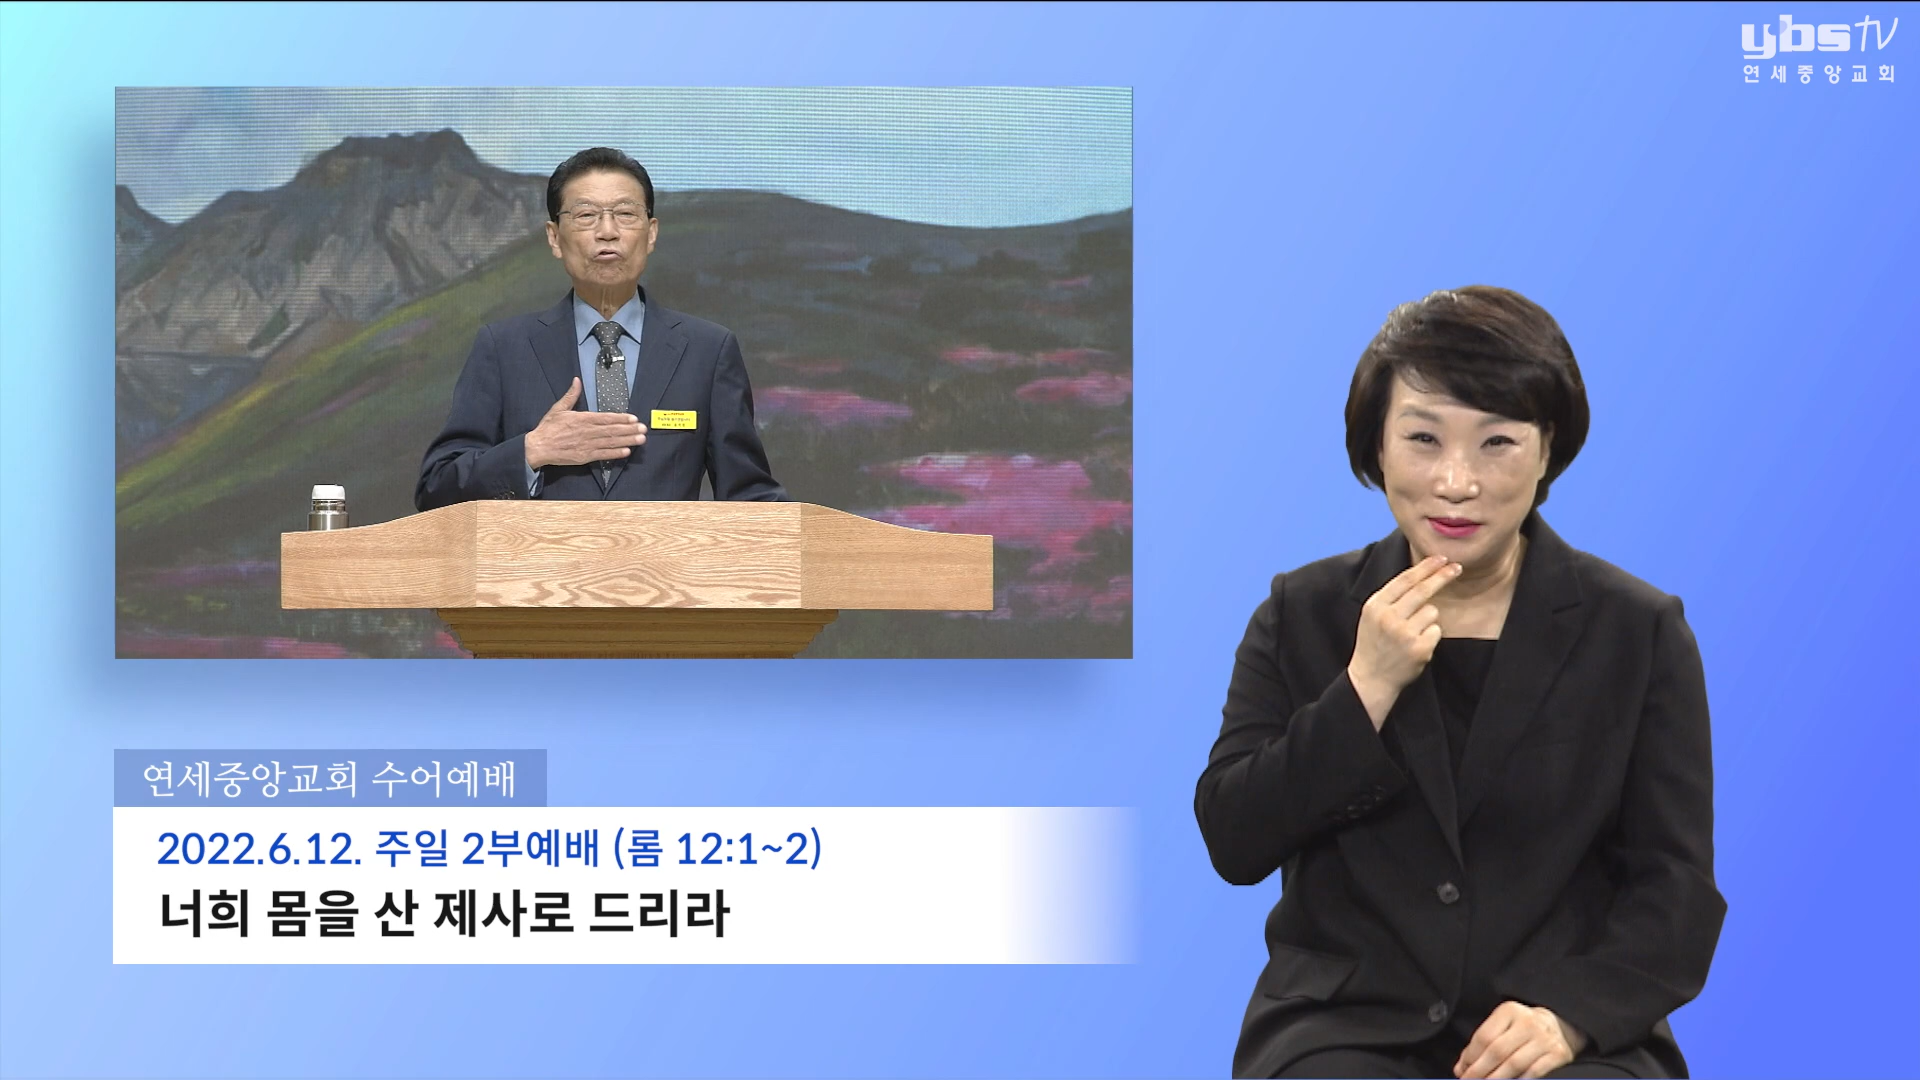 ybstv
연세중앙교회
연세중앙교회 수어예배
2022.6.12. 주일 2부예배 (롬 12:1~2)
너희 몸을 산 제사로 드리라